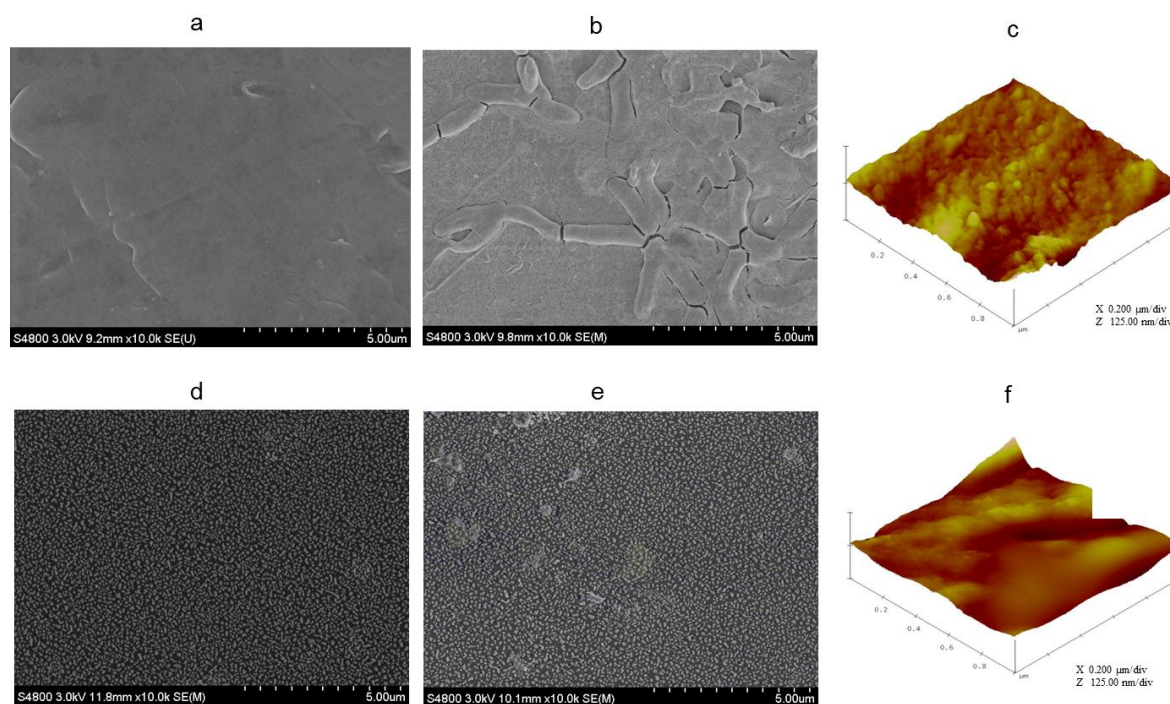 a
b
c
S4800 3.0kV 9.2mm x10.0k SE(U)
5.00um
S4800 3.0kV 9.8mm x10.0k SE(M)
5.00um
0.2
0.4
0.6
0.8
μm
X 0.200 μm/div
Z 125.00 nm/div
d
e
f
S4800 3.0kV 11.8mm x10.0k SE(M)
5.00um
S4800 3.0kV 10.1mm x10.0k SE(M)
5.00um
0.2
0.4
0.6
0.8
μm
X 0.200 μm/div
Z 125.00 nm/div